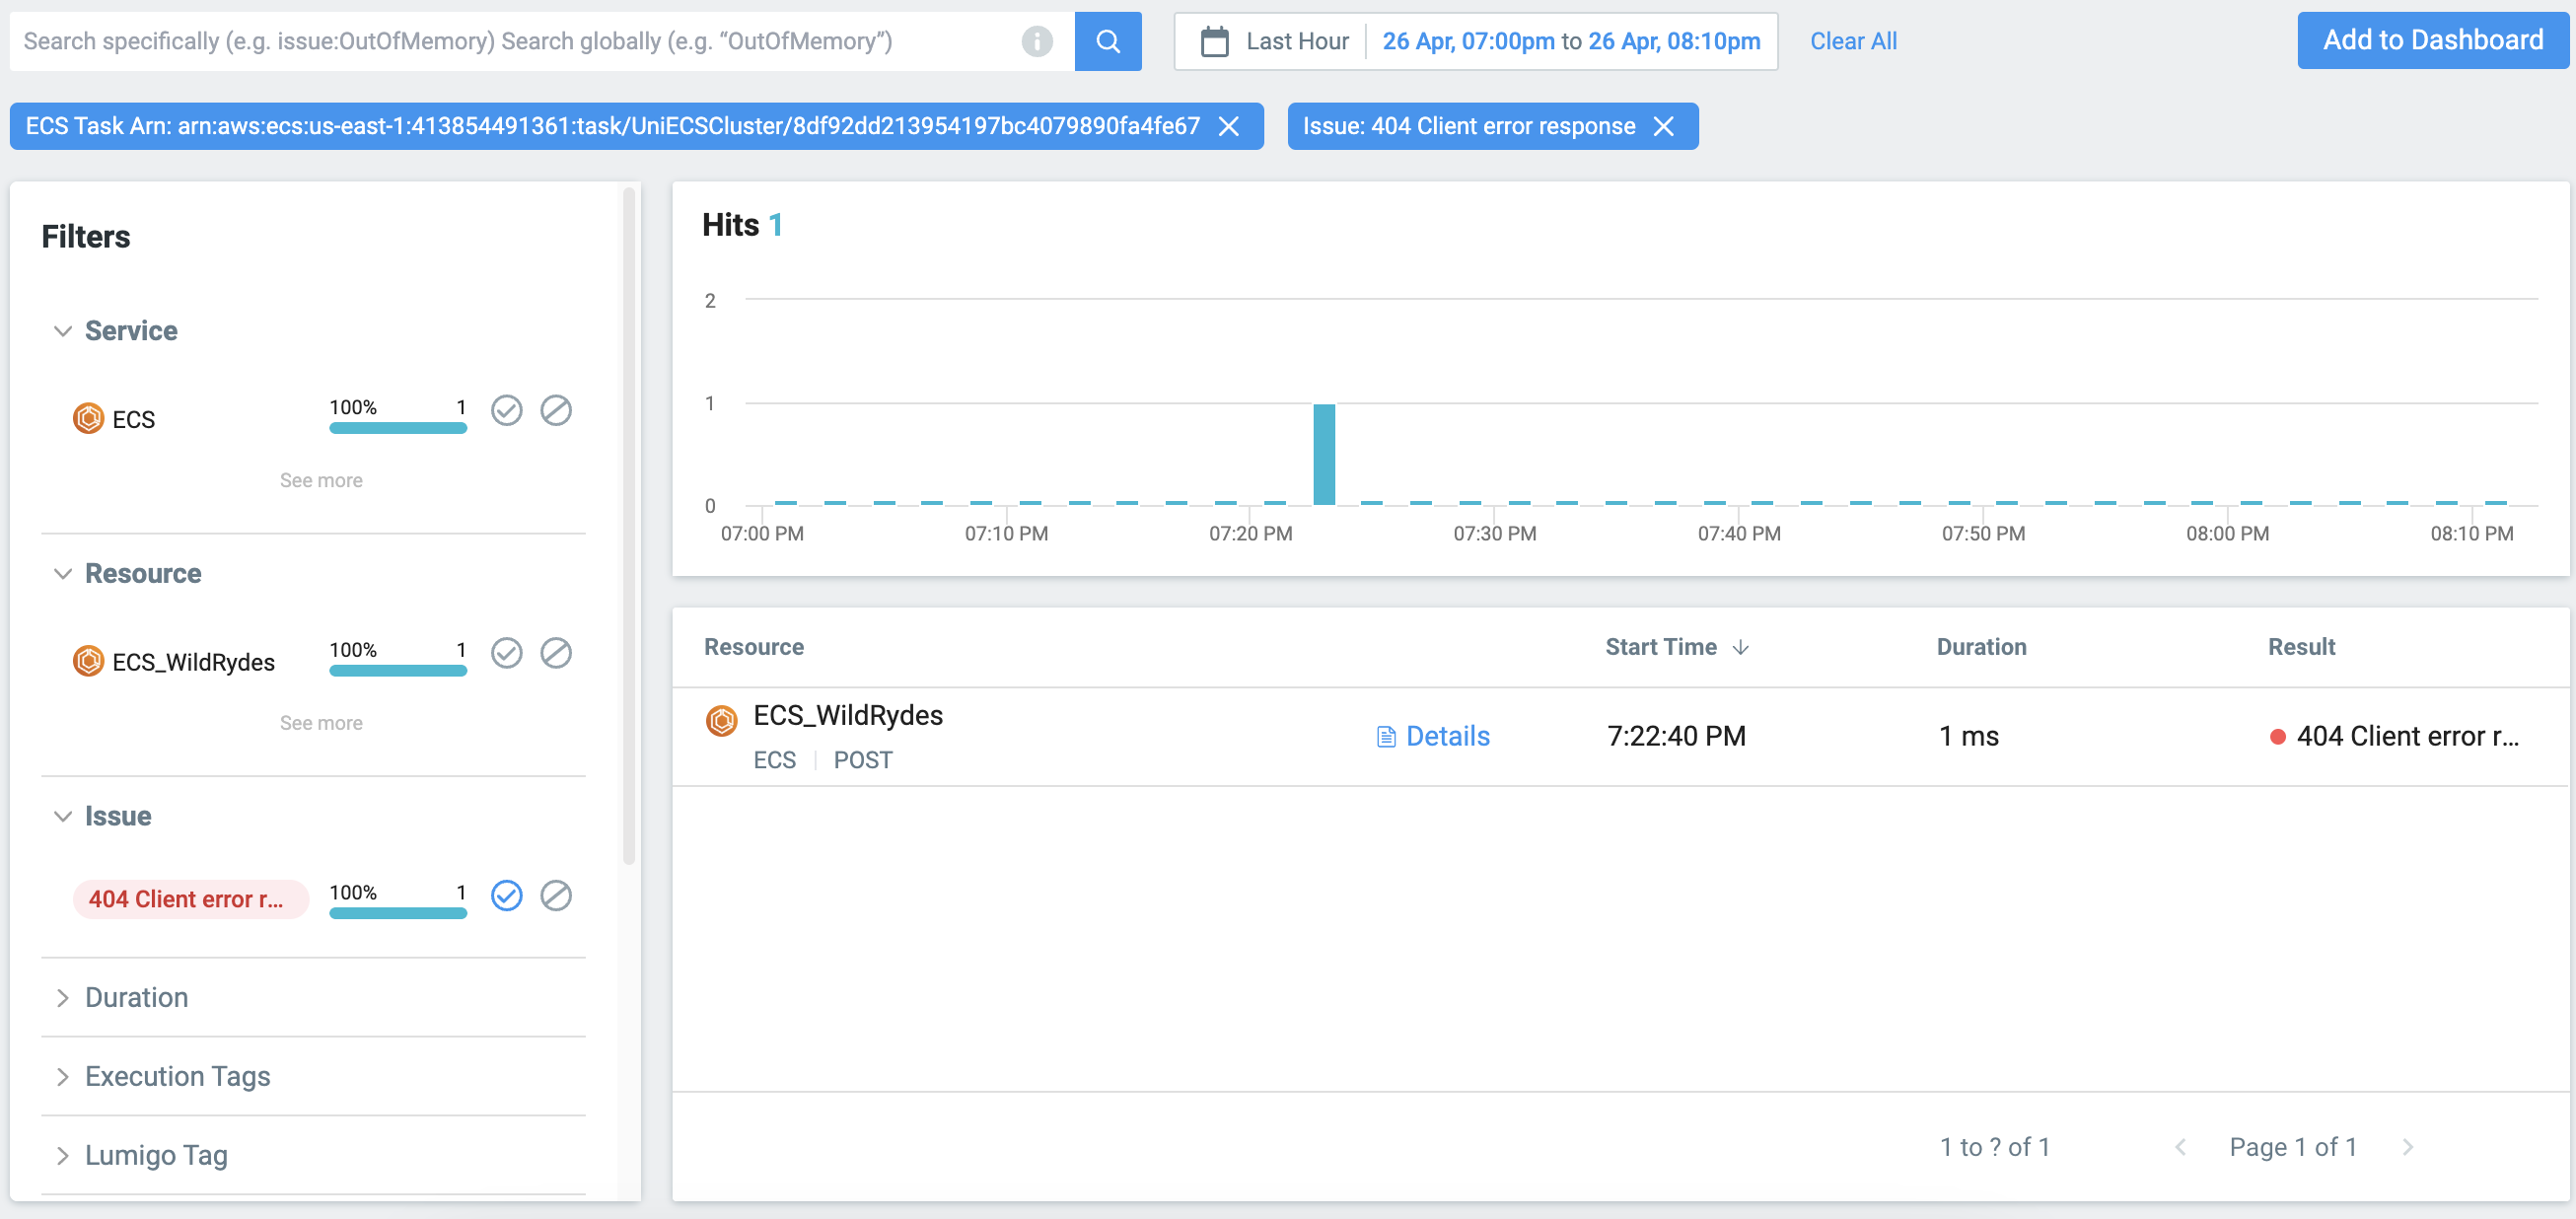 Search specifically (e.g. issue:OutOfMemory) Search globally (e.g. “OutOfMemory”)
Last Hour 26 Apr, 07:00pm to 26 Apr, 08:10pm Clear All
Add to Dashboard
ECS Task Arn: arn:aws:ecs:us-east-1:413854491361:task/UniECSCluster/8df92dd213954197bc4079890fa4fe67
Issue: 404 Client error response
Filters
Service
ECS 100% 1
See more
Resource
ECS_WildRydes 100% 1
See more
Issue
404 Client error r... 100% 1
Duration
Execution Tags
Lumigo Tag
Hits 1
2
1
0
07:00 PM 07:10 PM 07:20 PM 07:30 PM 07:40 PM 07:50 PM 08:00 PM 08:10 PM
Resource Start Time Duration Result
ECS_WildRydes
ECS POST
Details 7:22:40 PM 1 ms 404 Client error r...
1 to ? of 1 Page 1 of 1